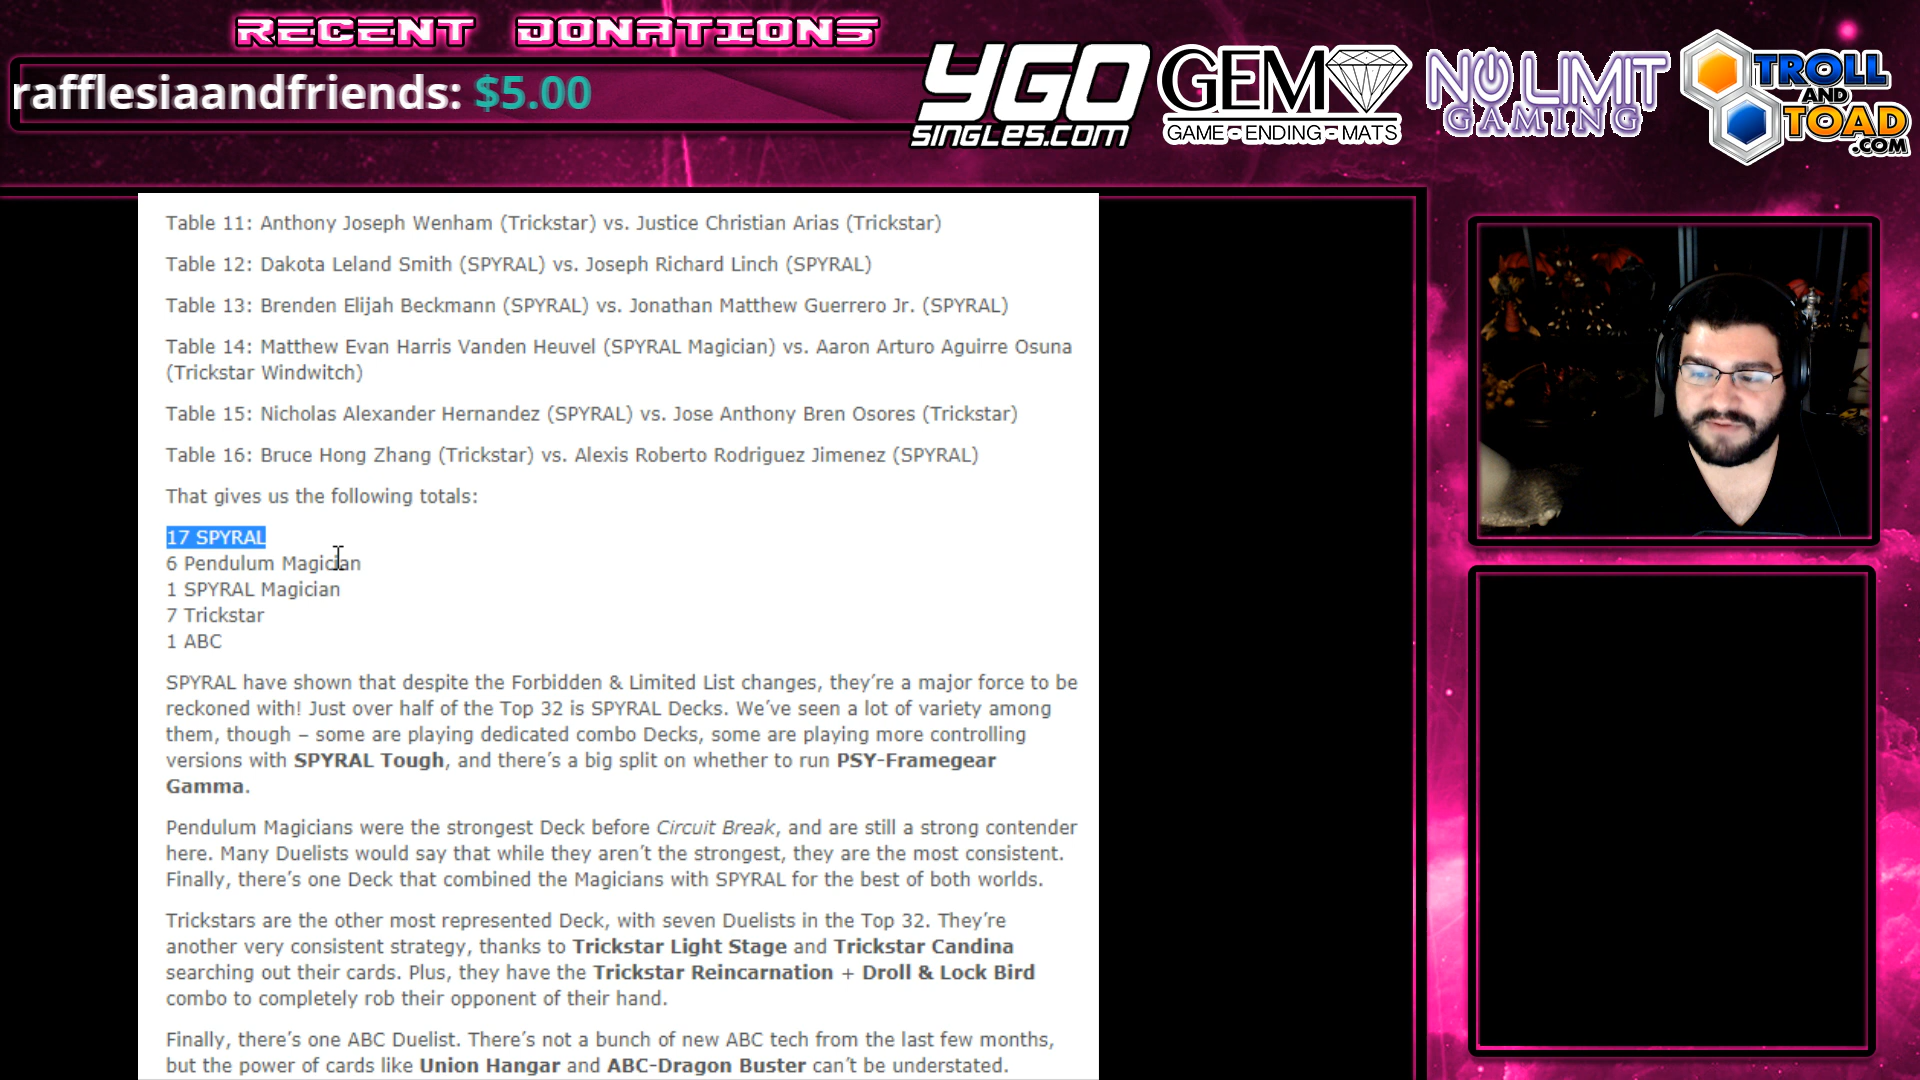 RECENT DONATIONS
rafflesiaandfriends: $5.00
YGO
SINGLES.COM
GEM
GAME-ENDING-MATS
NO LIMIT
GAMING
TROLL
AND
TOAD
.COM
Table 11: Anthony Joseph Wenham (Trickstar) vs. Justice Christian Arias (Trickstar)
Table 12: Dakota Leland Smith (SPYRAL) vs. Joseph Richard Linch (SPYRAL)
Table 13: Brenden Elijah Beckmann (SPYRAL) vs. Jonathan Matthew Guerrero Jr. (SPYRAL)
Table 14: Matthew Evan Harris Vanden Heuvel (SPYRAL Magician) vs. Aaron Arturo Aguirre Osuna
(Trickstar Windwitch)
Table 15: Nicholas Alexander Hernandez (SPYRAL) vs. Jose Anthony Bren Osores (Trickstar)
Table 16: Bruce Hong Zhang (Trickstar) vs. Alexis Roberto Rodriguez Jimenez (SPYRAL)
That gives us the following totals:
17 SPYRAL
6 Pendulum Magician
1 SPYRAL Magician
7 Trickstar
1 ABC
SPYRAL have shown that despite the Forbidden & Limited List changes, they're a major force to be
reckoned with! Just over half of the Top 32 is SPYRAL Decks. We've seen a lot of variety among
them, though – some are playing dedicated combo Decks, some are playing more controlling
versions with SPYRAL Tough, and there's a big split on whether to run PSY-Framegear
Gamma.
Pendulum Magicians were the strongest Deck before Circuit Break, and are still a strong contender
here. Many Duelists would say that while they aren't the strongest, they are the most consistent.
Finally, there's one Deck that combined the Magicians with SPYRAL for the best of both worlds.
Trickstars are the other most represented Deck, with seven Duelists in the Top 32. They're
another very consistent strategy, thanks to Trickstar Light Stage and Trickstar Candina
searching out their cards. Plus, they have the Trickstar Reincarnation + Droll & Lock Bird
combo to completely rob their opponent of their hand.
Finally, there's one ABC Duelist. There's not a bunch of new ABC tech from the last few months,
but the power of cards like Union Hangar and ABC-Dragon Buster can't be understated.